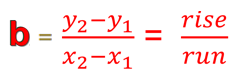 b = y₂−y₁ / x₂−x₁ = rise / run